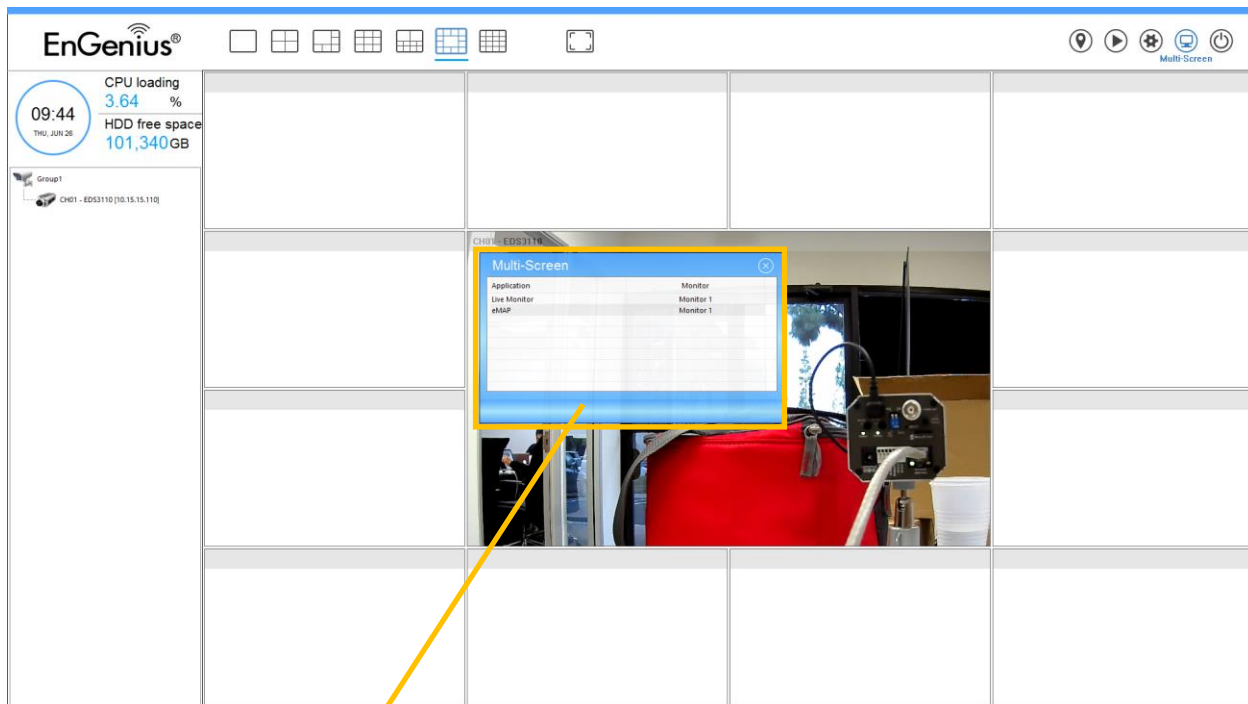 EnGenius®
Multi-Screen
09:44
THU, JUN 26
CPU loading
3.64 %
HDD free space
101,340GB
Group1
CH01 - EDS3110 [10.15.15.110]
CH01 - EDS3110
Multi-Screen
Application Monitor
Live Monitor Monitor 1
eMAP Monitor 1